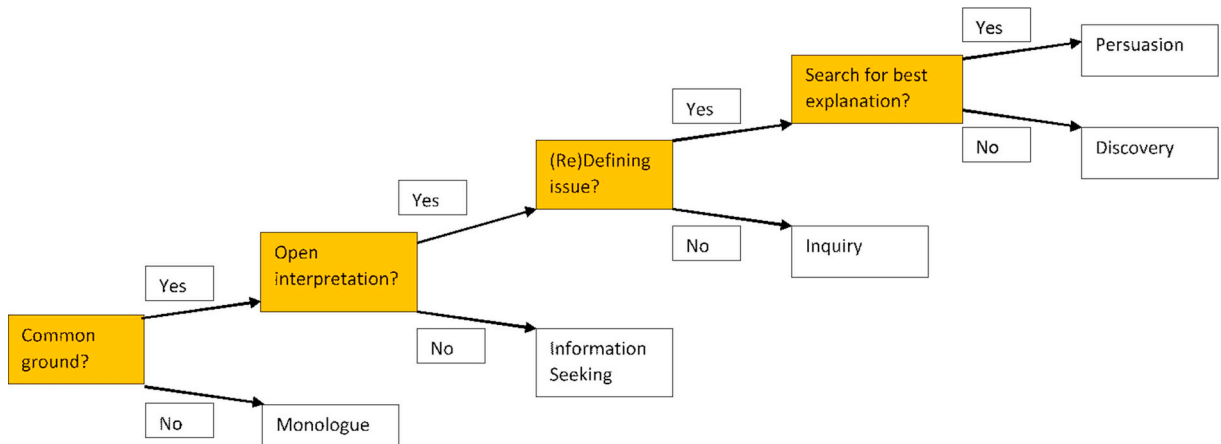 Yes
Persuasion
Search for best
explanation?
No
Discovery
Yes
(Re)Defining
issue?
No
Inquiry
Yes
Open
interpretation?
No
Information
Seeking
Yes
Common
ground?
No
Monologue